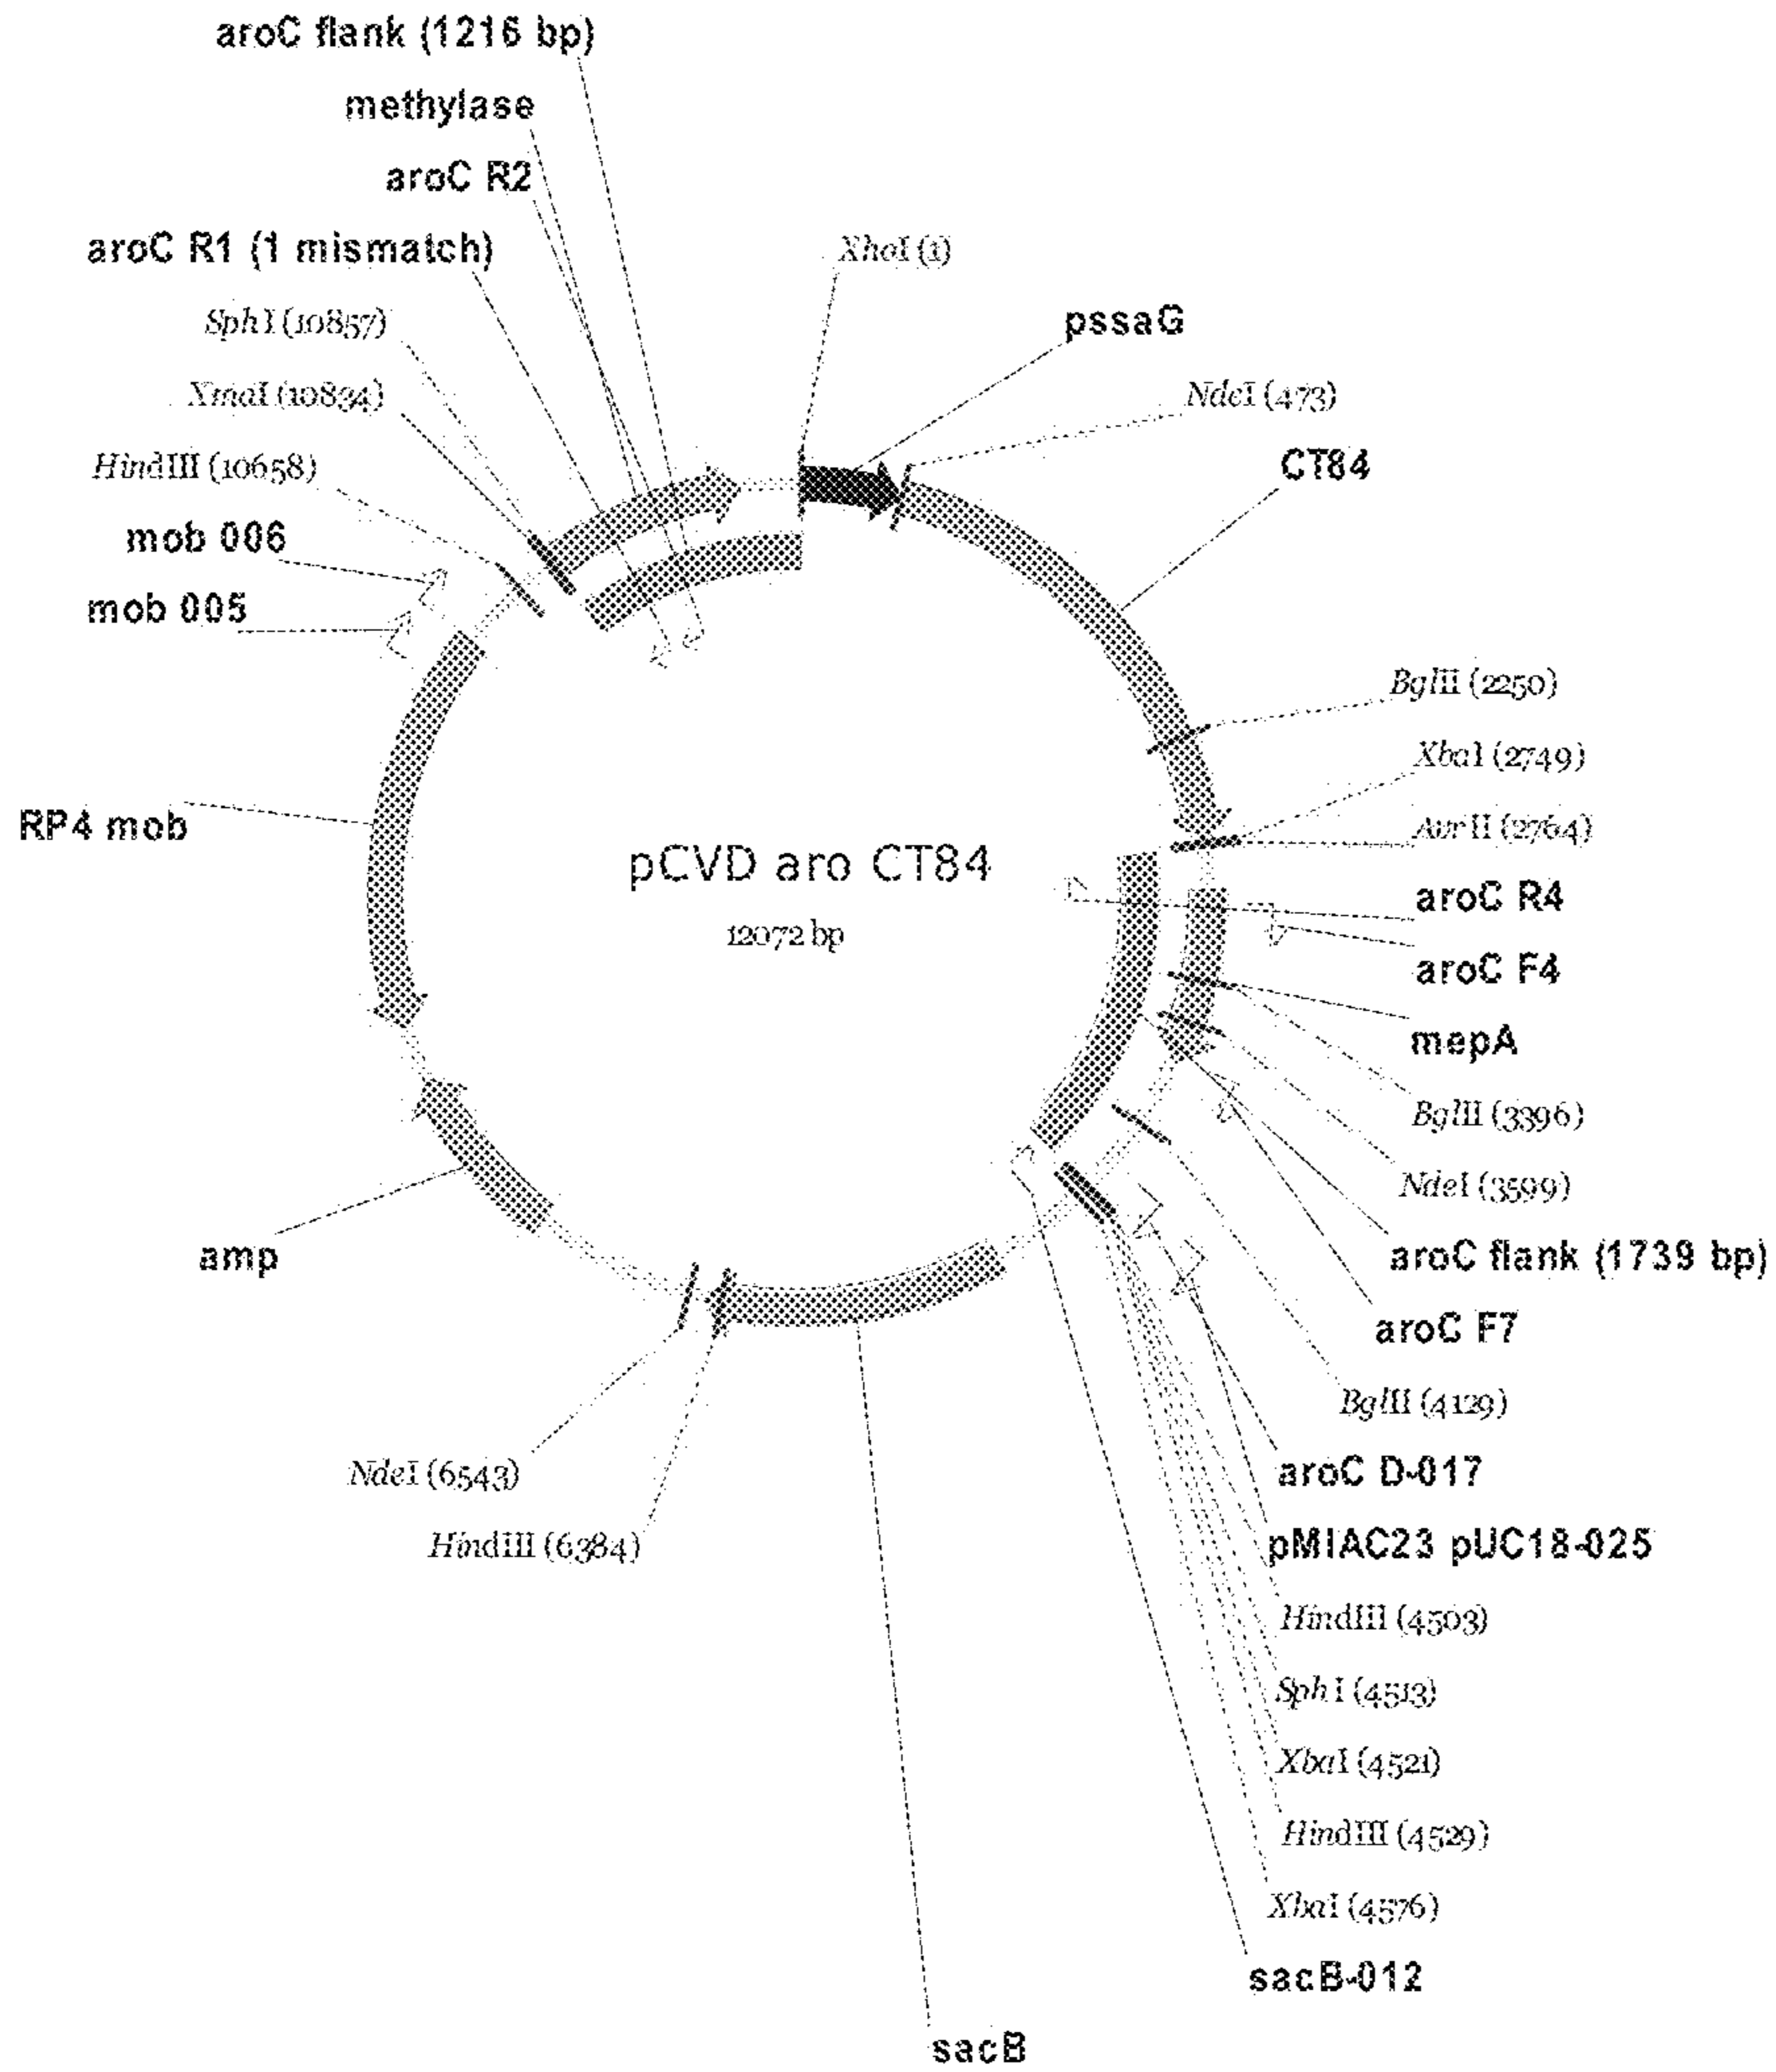 aroC flank (1216 bp)
methylase
aroC R2
aroC R1 (1 mismatch)
XhoI (1)
SphI (10857)
pssaG
XmaI (10834)
NdeI (473)
HindIII (10658)
CT84
mob 006
mob 005
BglII (2250)
XbaI (2749)
RP4 mob
AvrII (2764)
pCVD aro CT84
12072 bp
aroC R4
aroC F4
mepA
BglII (3396)
NdeI (3599)
amp
aroC flank (1739 bp)
aroC F7
BglII (4129)
NdeI (6543)
aroC D-017
HindIII (6384)
pMIAC23 pUC18-025
HindIII (4503)
SphI (4513)
XbaI (4521)
HindIII (4529)
XbaI (4576)
sacB-012
sacB